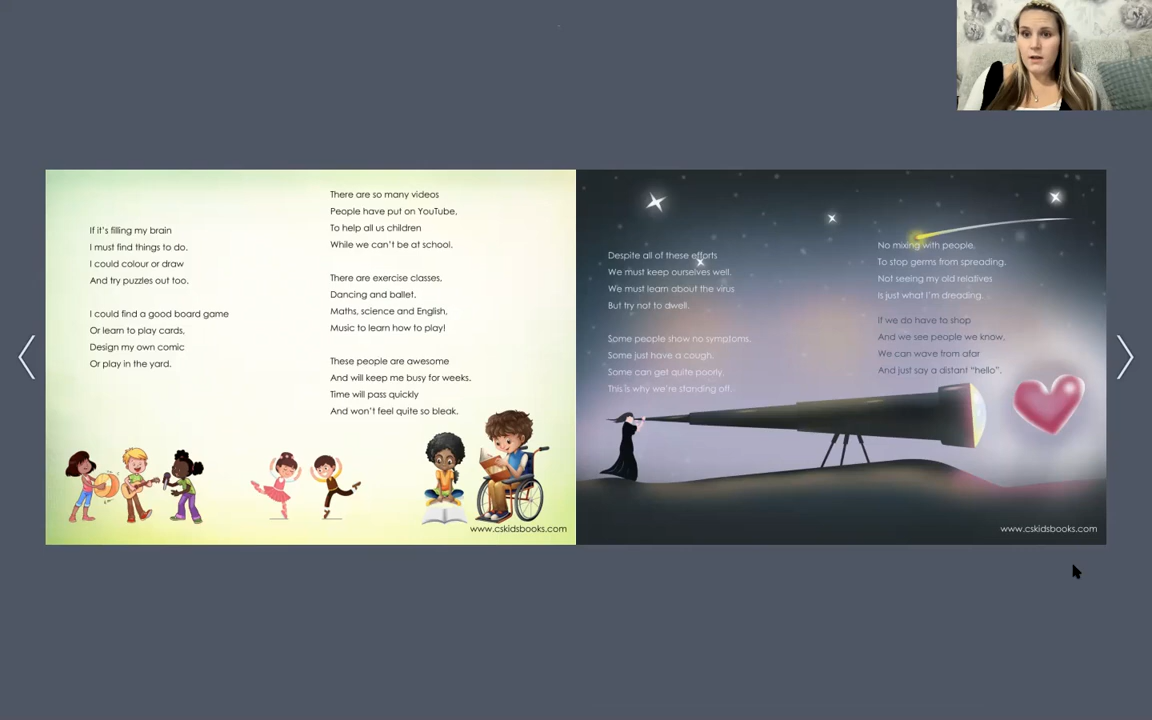 If it's filling my brain
I must find things to do.
I could colour or draw
And try puzzles out too.
I could find a good board game
Or learn to play cards,
Design my own comic
Or play in the yard.
There are so many videos
People have put on YouTube,
To help all us children
While we can't be at school.
There are exercise classes,
Dancing and ballet.
Maths, science and English,
Music to learn how to play!
These people are awesome
And will keep me busy for weeks.
Time will pass quickly
And won't feel quite so bleak.
www.cskidsbooks.com
Despite all of these efforts
We must keep ourselves well.
We must learn about the virus
But try not to dwell.
Some people show no symptoms.
Some just have a cough.
Some can get quite poorly.
This is why we're standing off.
No mixing with people.
To stop germs from spreading.
Not seeing my old relatives
Is just what I'm dreading.
If we do have to shop
And we see people we know,
We can wave from afar
And just say a distant "hello".
www.cskidsbooks.com